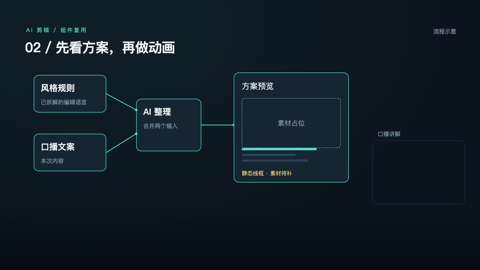 AI 剪辑 / 组件复用
02 / 先看方案，再做动画
流程示意
风格规则
已拆解的编辑语言
口播文案
本次内容
AI 整理
合并两个输入
方案预览
素材占位
静态线框 · 素材待补
口播讲解